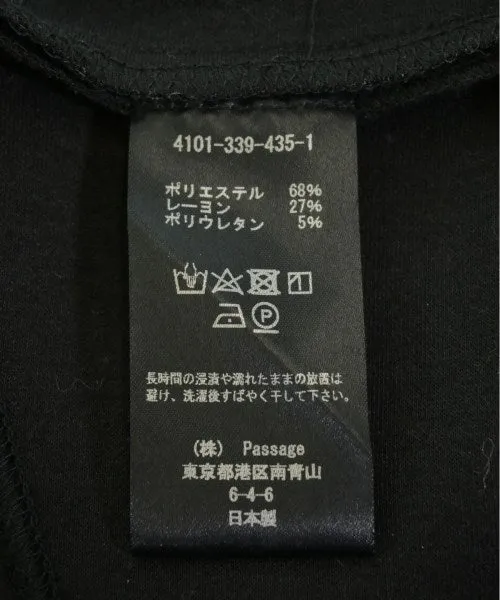 4101-339-435-1
ポリエステル 68%
レーヨン 27%
ポリウレタン 5%
P
長時間の浸漬や濡れたままの放置は
避け、洗濯後すばやく干して下さい。
(株) Passage
東京都港区南青山
6-4-6
日本製